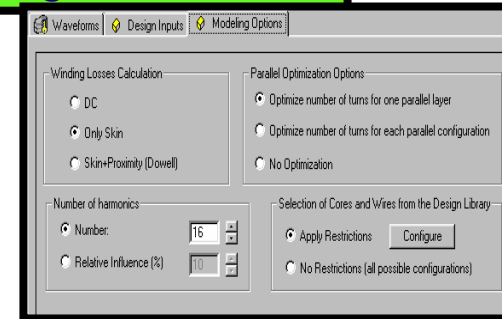 Waveforms Design Inputs Modeling Options
Winding Losses Calculation
DC
Only Skin
Skin+Proximity (Dowell)
Parallel Optimization Options
Optimize number of turns for one parallel layer
Optimize number of turns for each parallel configuration
No Optimization
Number of harmonics
Number: 16
Relative Influence (%) 10
Selection of Cores and Wires from the Design Library
Apply Restrictions Configure
No Restrictions (all possible configurations)